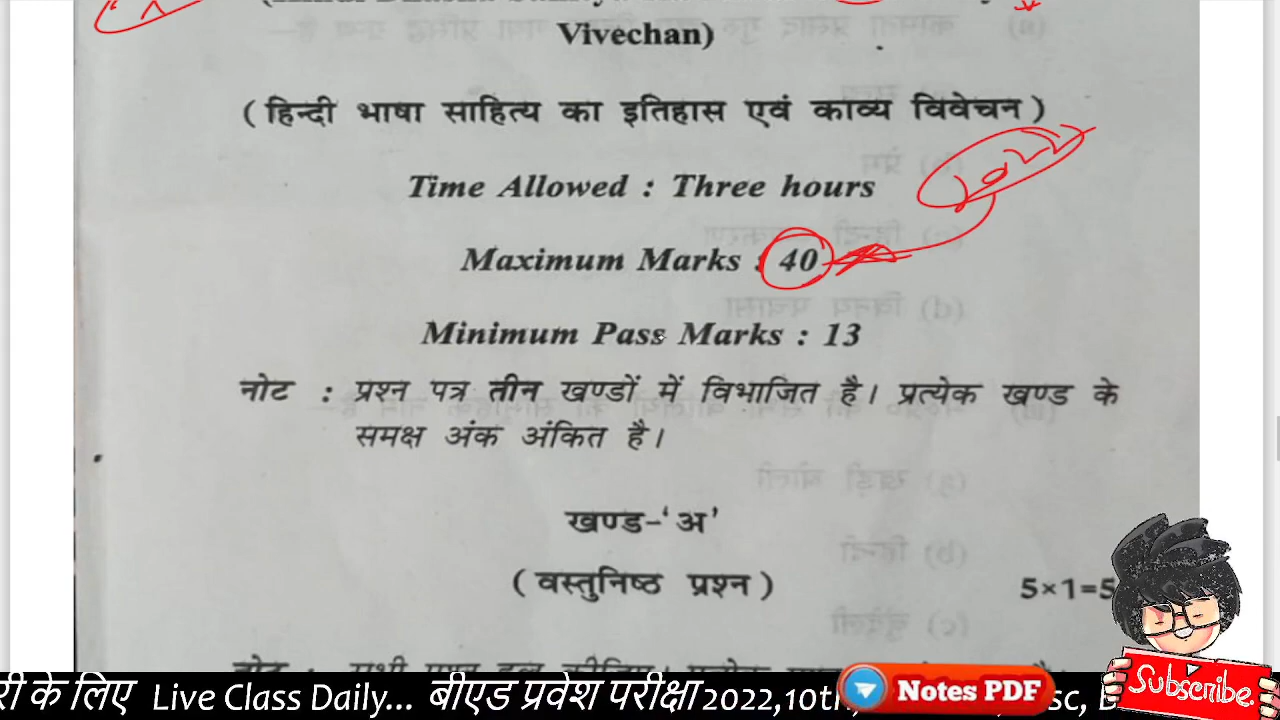 Vivechan)
(हिन्दी भाषा साहित्य का इतिहास एवं काव्य विवेचन)
Time Allowed : Three hours
Maximum Marks : 40
Minimum Pass Marks : 13
नोट : प्रश्न पत्र तीन खण्डों में विभाजित है। प्रत्येक खण्ड के
समक्ष अंक अंकित है।
खण्ड-'अ'
(वस्तुनिष्ठ प्रश्न) 5×1=5
के लिए Live Class Daily... बीएड प्रवेश परीक्षा 2022,10th,
Notes PDF
Subscribe